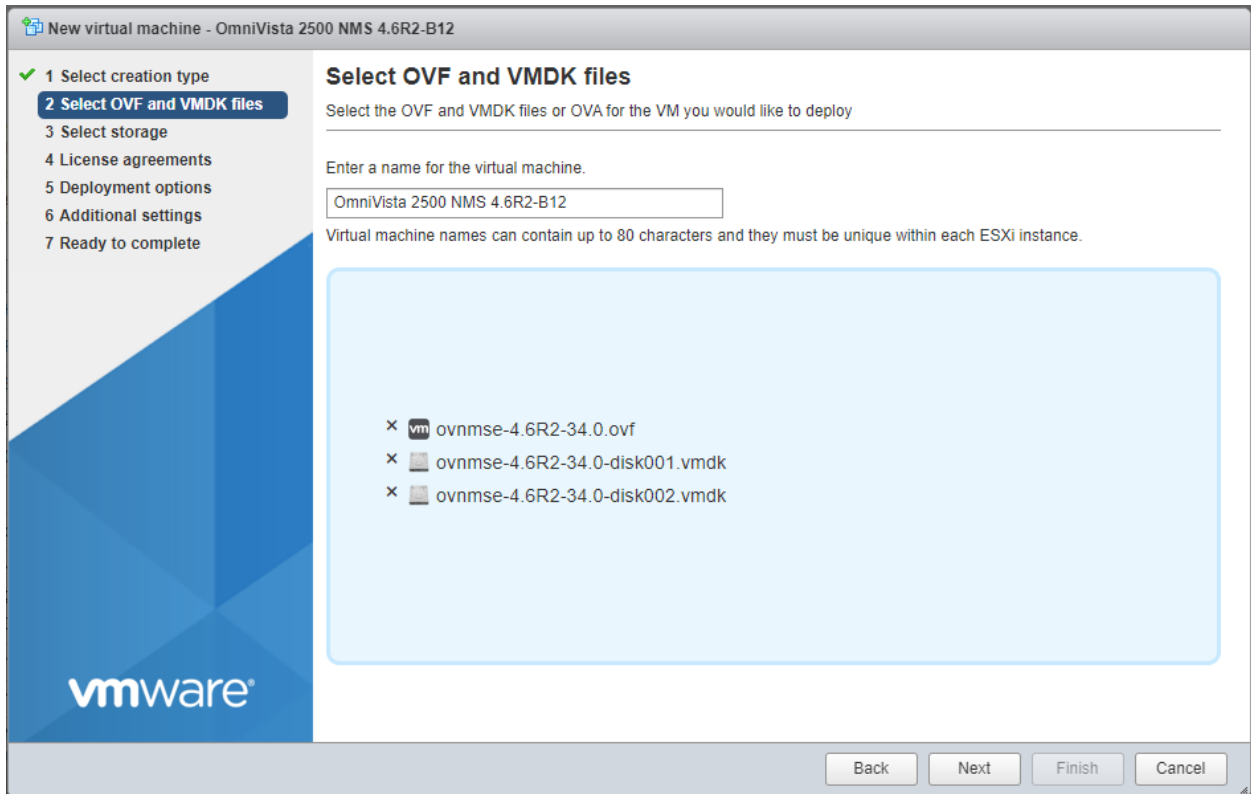 New virtual machine - OmniVista 2500 NMS 4.6R2-B12
1 Select creation type
2 Select OVF and VMDK files
3 Select storage
4 License agreements
5 Deployment options
6 Additional settings
7 Ready to complete
vmware®
Select OVF and VMDK files
Select the OVF and VMDK files or OVA for the VM you would like to deploy
Enter a name for the virtual machine.
OmniVista 2500 NMS 4.6R2-B12
Virtual machine names can contain up to 80 characters and they must be unique within each ESXi instance.
× vm ovnmse-4.6R2-34.0.ovf
× ovnmse-4.6R2-34.0-disk001.vmdk
× ovnmse-4.6R2-34.0-disk002.vmdk
Back Next Finish Cancel